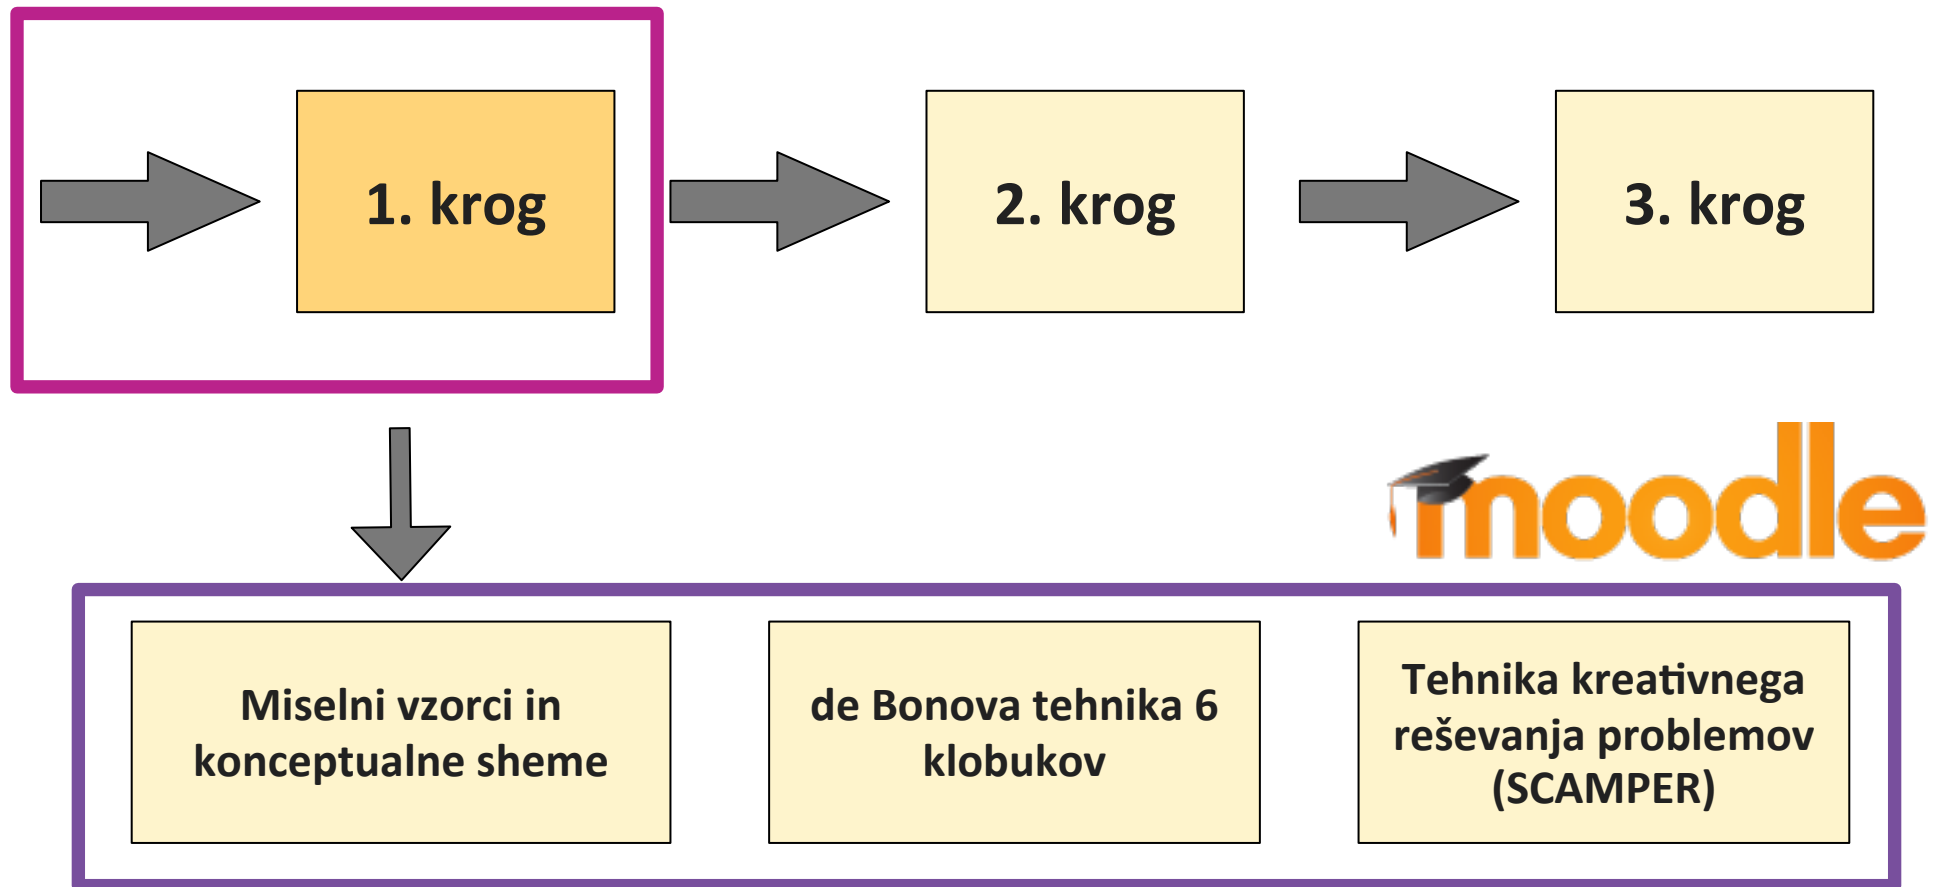 1. krog
2. krog
3. krog
moodle
Miselni vzorci in
konceptualne sheme
de Bonova tehnika 6
klobukov
Tehnika kreativnega
reševanja problemov
(SCAMPER)